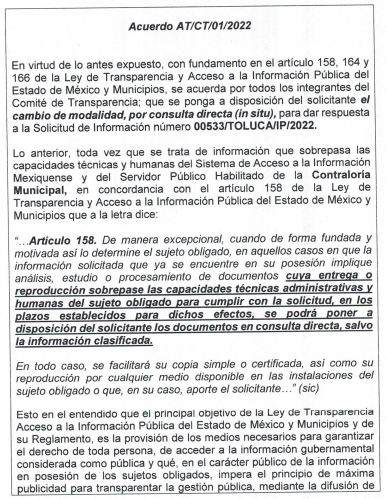 Acuerdo AT/CT/01/2022
En virtud de lo antes expuesto, con fundamento en el artículo 158, 164 y
166 de la Ley de Transparencia y Acceso a la Información Pública del
Estado de México y Municipios, se acuerda por todos los integrantes del
Comité de Transparencia; que se ponga a disposición del solicitante el
cambio de modalidad, por consulta directa (in situ), para dar respuesta
a la Solicitud de Información número 00533/TOLUCA/IP/2022.
Lo anterior, toda vez que se trata de información que sobrepasa las
capacidades técnicas y humanas del Sistema de Acceso a la Información
Mexiquense y del Servidor Público Habilitado de la Contraloría
Municipal, en concordancia con el artículo 158 de la Ley de
Transparencia y Acceso a la Información Pública del Estado de México y
Municipios que a la letra dice:
“…Artículo 158. De manera excepcional, cuando de forma fundada y
motivada así lo determine el sujeto obligado, en aquellos casos en que la
información solicitada que ya se encuentre en su posesión implique
análisis, estudio o procesamiento de documentos cuya entrega o
reproducción sobrepase las capacidades técnicas administrativas y
humanas del sujeto obligado para cumplir con la solicitud, en los
plazos establecidos para dichos efectos, se podrá poner a
disposición del solicitante los documentos en consulta directa, salvo
la información clasificada.
En todo caso, se facilitará su copia simple o certificada, así como su
reproducción por cualquier medio disponible en las instalaciones del
sujeto obligado o que, en su caso, aporte el solicitante…” (sic)
Esto en el entendido que el principal objetivo de la Ley de Transparencia
Acceso a la Información Pública del Estado de México y Municipios y de
su Reglamento, es la provisión de los medios necesarios para garantizar
el derecho de toda persona, de acceder a la información gubernamental
considerada como pública y qué, en el carácter público de la información
en posesión de los sujetos obligados, impera el principio de máxima
publicidad para transparentar la gestión pública, mediante la difusión de